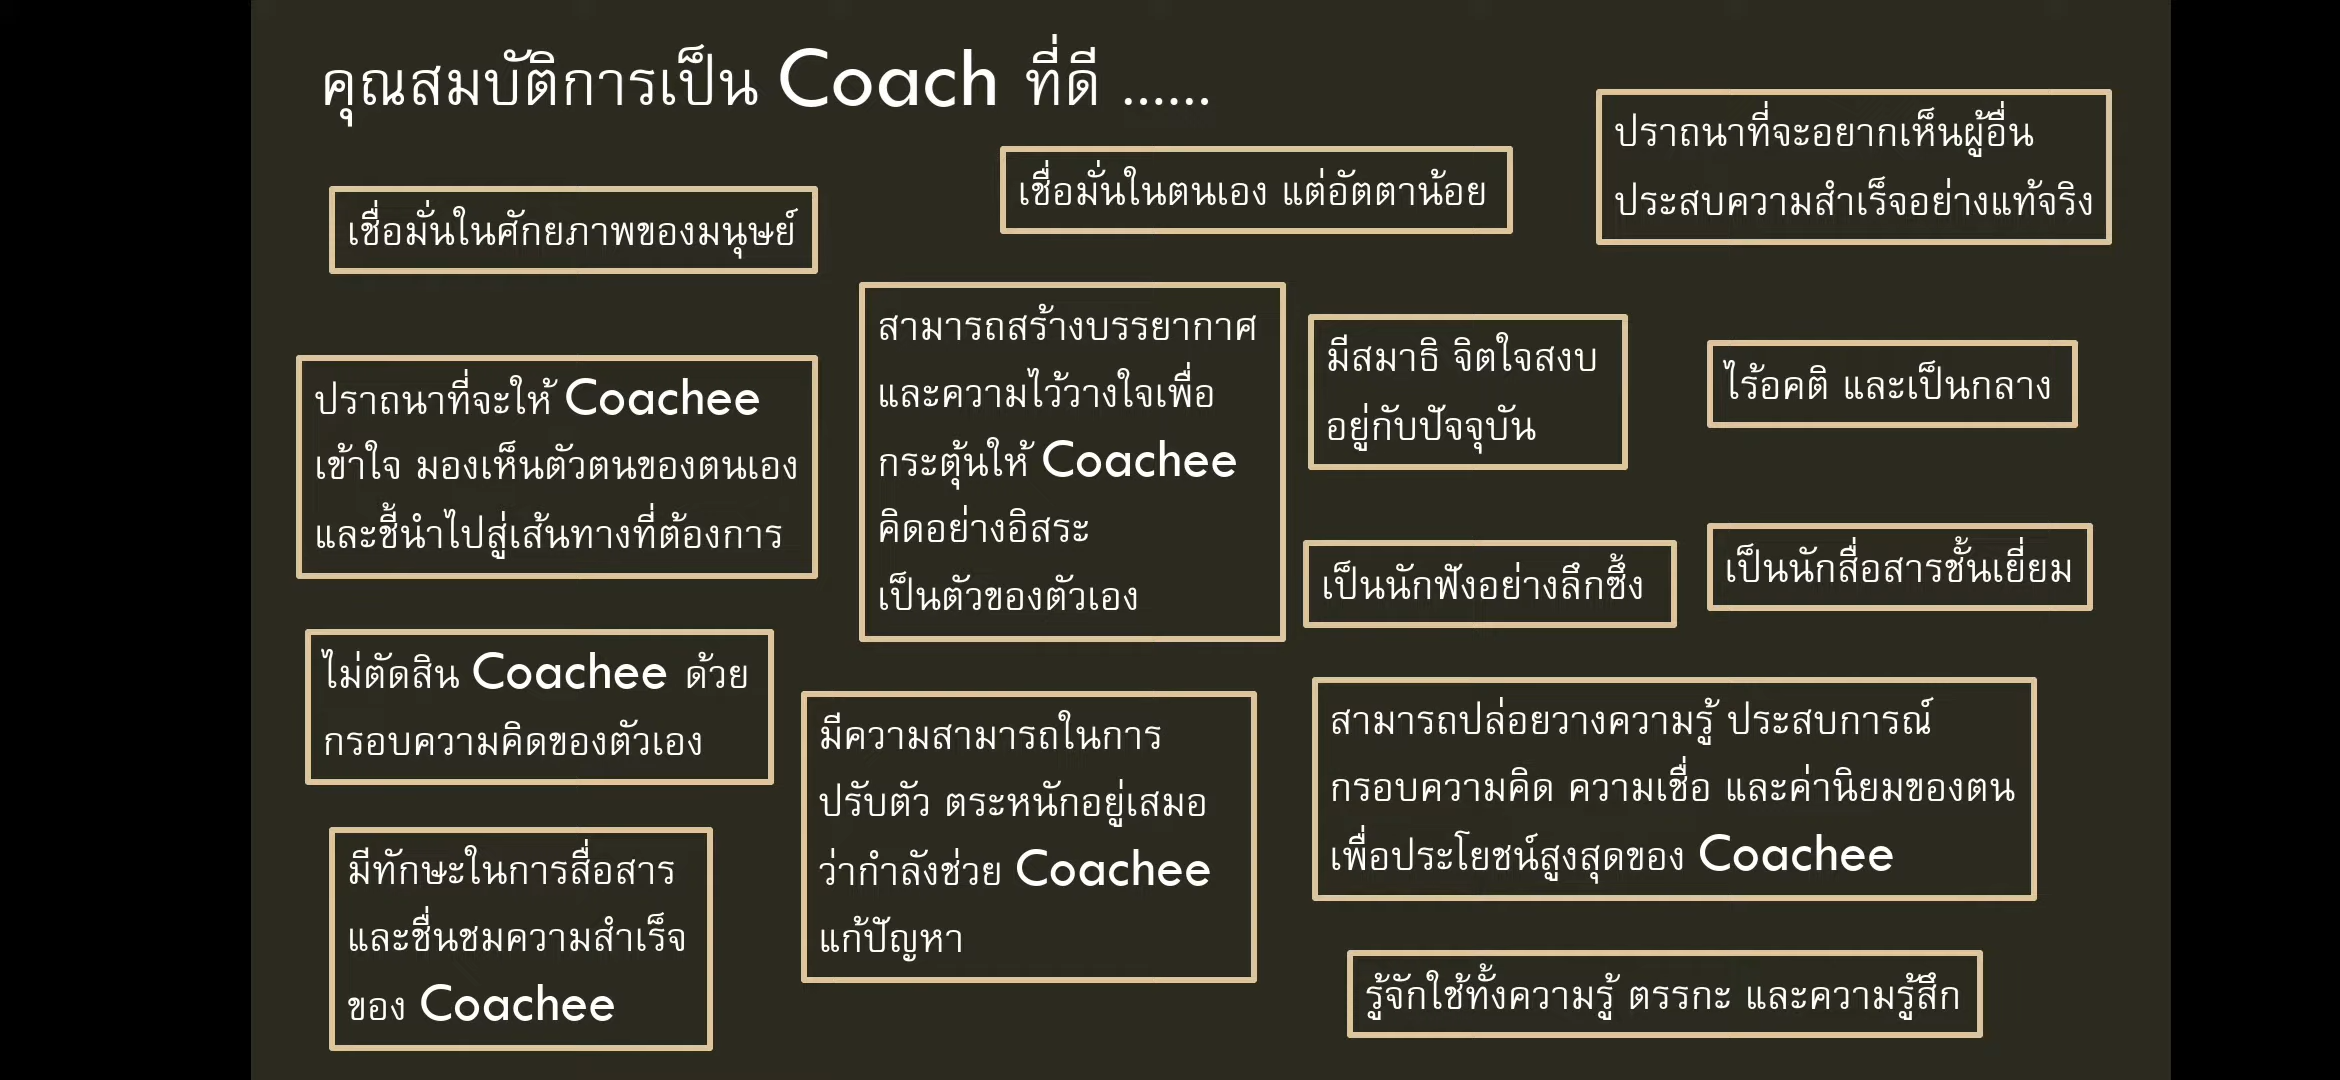 คุณสมบัติการเป็น Coach ที่ดี ......
เชื่อมั่นในศักยภาพของมนุษย์
เชื่อมั่นในตนเอง แต่อัตตาน้อย
ปราถนาที่จะอยากเห็นผู้อื่น
ประสบความสำเร็จอย่างแท้จริง
ปราถนาที่จะให้ Coachee
เข้าใจ มองเห็นตัวตนของตนเอง
และชี้นำไปสู่เส้นทางที่ต้องการ
สามารถสร้างบรรยากาศ
และความไว้วางใจเพื่อ
กระตุ้นให้ Coachee
คิดอย่างอิสระ
เป็นตัวของตัวเอง
มีสมาธิ จิตใจสงบ
อยู่กับปัจจุบัน
ไร้อคติ และเป็นกลาง
เป็นนักฟังอย่างลึกซึ้ง
เป็นนักสื่อสารชั้นเยี่ยม
ไม่ตัดสิน Coachee ด้วย
กรอบความคิดของตัวเอง
มีความสามารถในการ
ปรับตัว ตระหนักอยู่เสมอ
ว่ากำลังช่วย Coachee
แก้ปัญหา
สามารถปล่อยวางความรู้ ประสบการณ์
กรอบความคิด ความเชื่อ และค่านิยมของตน
เพื่อประโยชน์สูงสุดของ Coachee
มีทักษะในการสื่อสาร
และชื่นชมความสำเร็จ
ของ Coachee
รู้จักใช้ทั้งความรู้ ตรรกะ และความรู้สึก